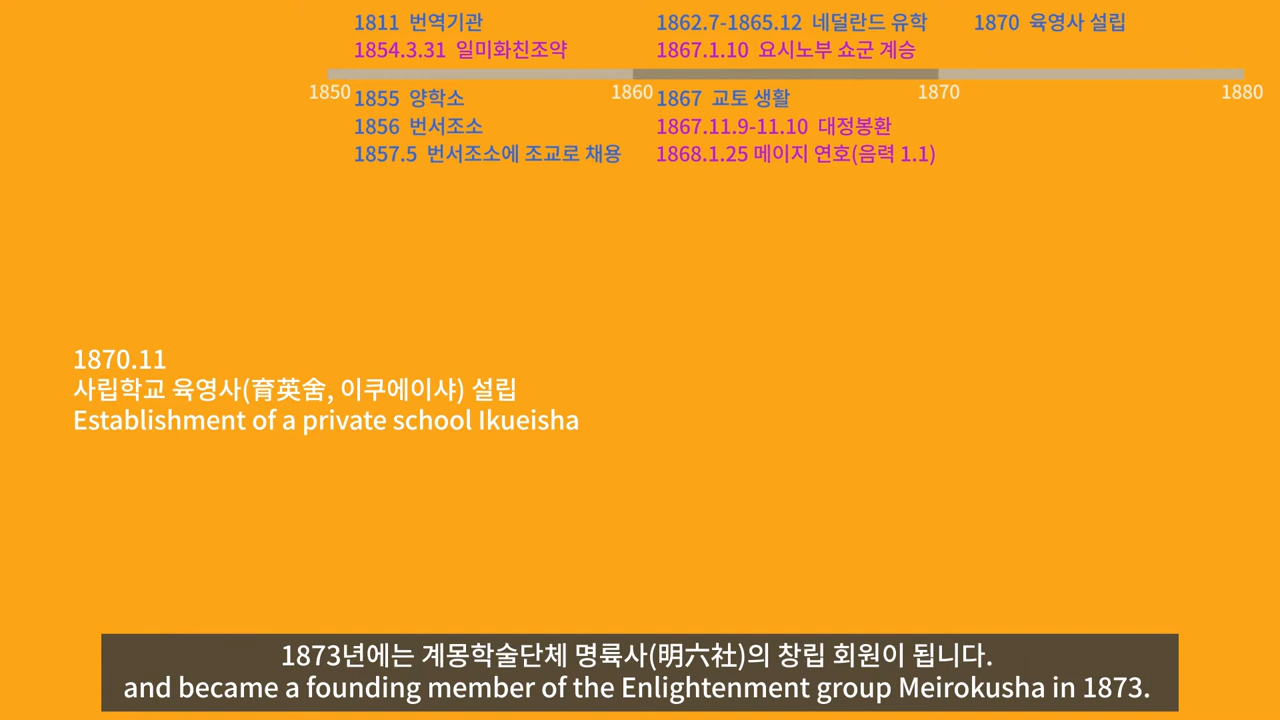 1811 번역기관
1854.3.31 일미화친조약
1862.7-1865.12 네덜란드 유학
1867.1.10 요시노부 쇼군 계승
1870 육영사 설립
1850
1860
1870
1880
1855 양학소
1856 번서조소
1857.5 번서조소에 조교로 채용
1867 교토 생활
1867.11.9-11.10 대정봉환
1868.1.25 메이지 연호(음력 1.1)
1870.11
사립학교 육영사(育英舍, 이쿠에이샤) 설립
Establishment of a private school Ikueisha
1873년에는 계몽학술단체 명륙사(明六社)의 창립 회원이 됩니다.
and became a founding member of the Enlightenment group Meirokusha in 1873.